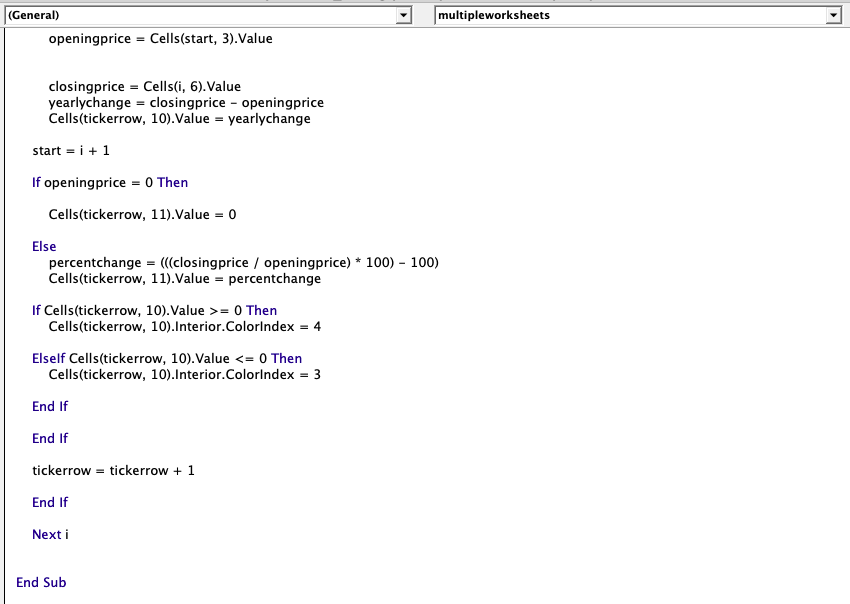 (General) multipleworksheets
openingprice = Cells(start, 3).Value
closingprice = Cells(i, 6).Value
yearlychange = closingprice - openingprice
Cells(tickerrow, 10).Value = yearlychange
start = i + 1
If openingprice = 0 Then
Cells(tickerrow, 11).Value = 0
Else
percentchange = (((closingprice / openingprice) * 100) - 100)
Cells(tickerrow, 11).Value = percentchange
If Cells(tickerrow, 10).Value >= 0 Then
Cells(tickerrow, 10).Interior.ColorIndex = 4
ElseIf Cells(tickerrow, 10).Value <= 0 Then
Cells(tickerrow, 10).Interior.ColorIndex = 3
End If
End If
tickerrow = tickerrow + 1
End If
Next i
End Sub